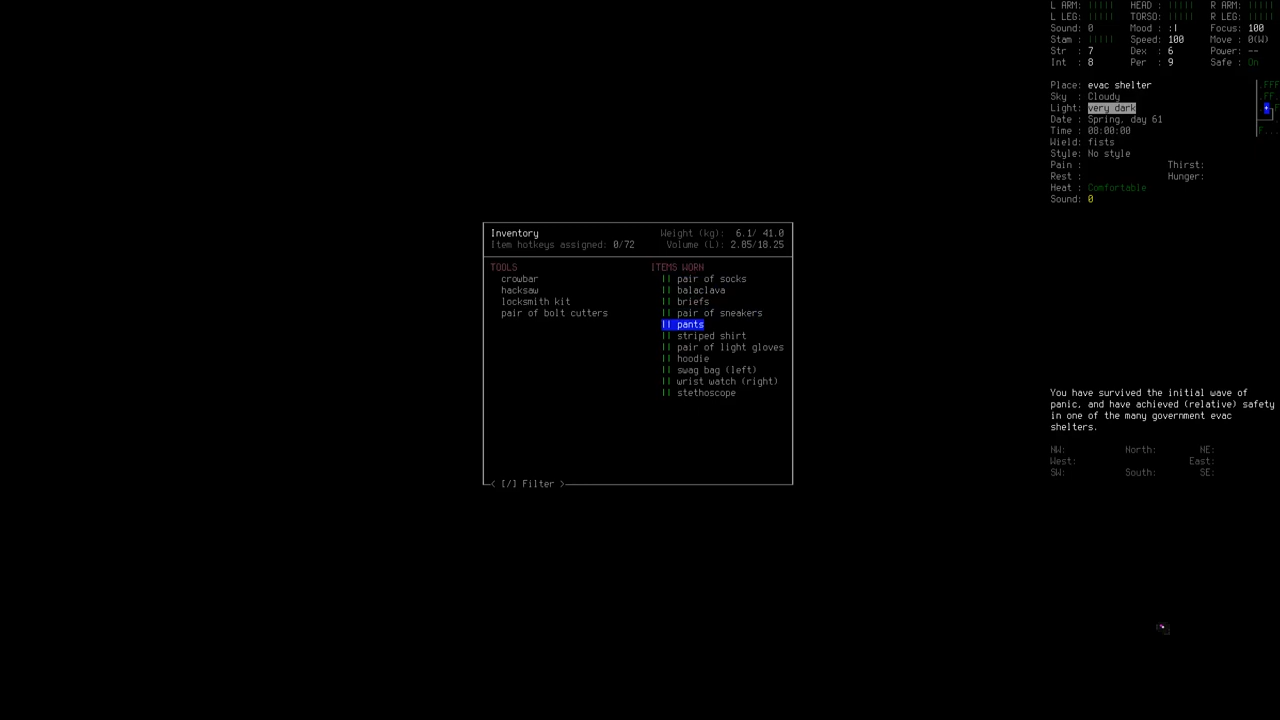 L ARM: ||||| HEAD : ||||| R ARM: |||||
L LEG: ||||| TORSO: ||||| R LEG: |||||
Sound: 0 Mood : :| Focus: 100
Stam : ||||| Speed: 100 Move : 0(W)
Str : 7 Dex : 6 Power: --
Int : 8 Per : 9 Safe : On
Place: evac shelter
Sky : Cloudy
Light: very dark
Date : Spring, day 61
Time : 08:00:00
Wield: fists
Style: No style
Pain : Thirst:
Rest : Hunger:
Heat : Comfortable
Sound: 0
Inventory Weight (kg): 6.1/ 41.0
Item hotkeys assigned: 0/72 Volume (L): 2.05/18.25
TOOLS ITEMS WORN
crowbar || pair of socks
hacksaw || balaclava
locksmith kit || briefs
pair of bolt cutters || pair of sneakers
|| pants
|| striped shirt
|| pair of light gloves
|| hoodie
|| swag bag (left)
|| wrist watch (right)
|| stethoscope
< [/] Filter >
You have survived the initial wave of
panic, and have achieved (relative) safety
in one of the many government evac
shelters.
NW: North: NE:
West: East:
SW: South: SE: